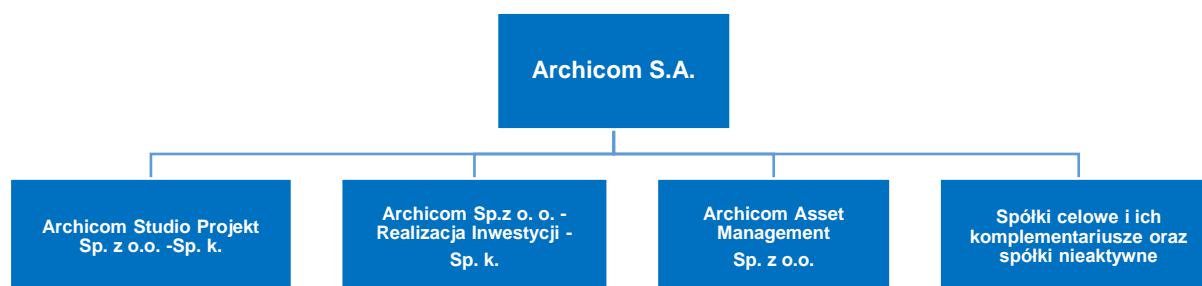 Archicom S.A.
Archicom Studio Projekt
Sp. z o.o. -Sp. k.
Archicom Sp.z o. o. -
Realizacja Inwestycji -
Sp. k.
Archicom Asset
Management
Sp. z o.o.
Spółki celowe i ich
komplementariusze oraz
spółki nieaktywne